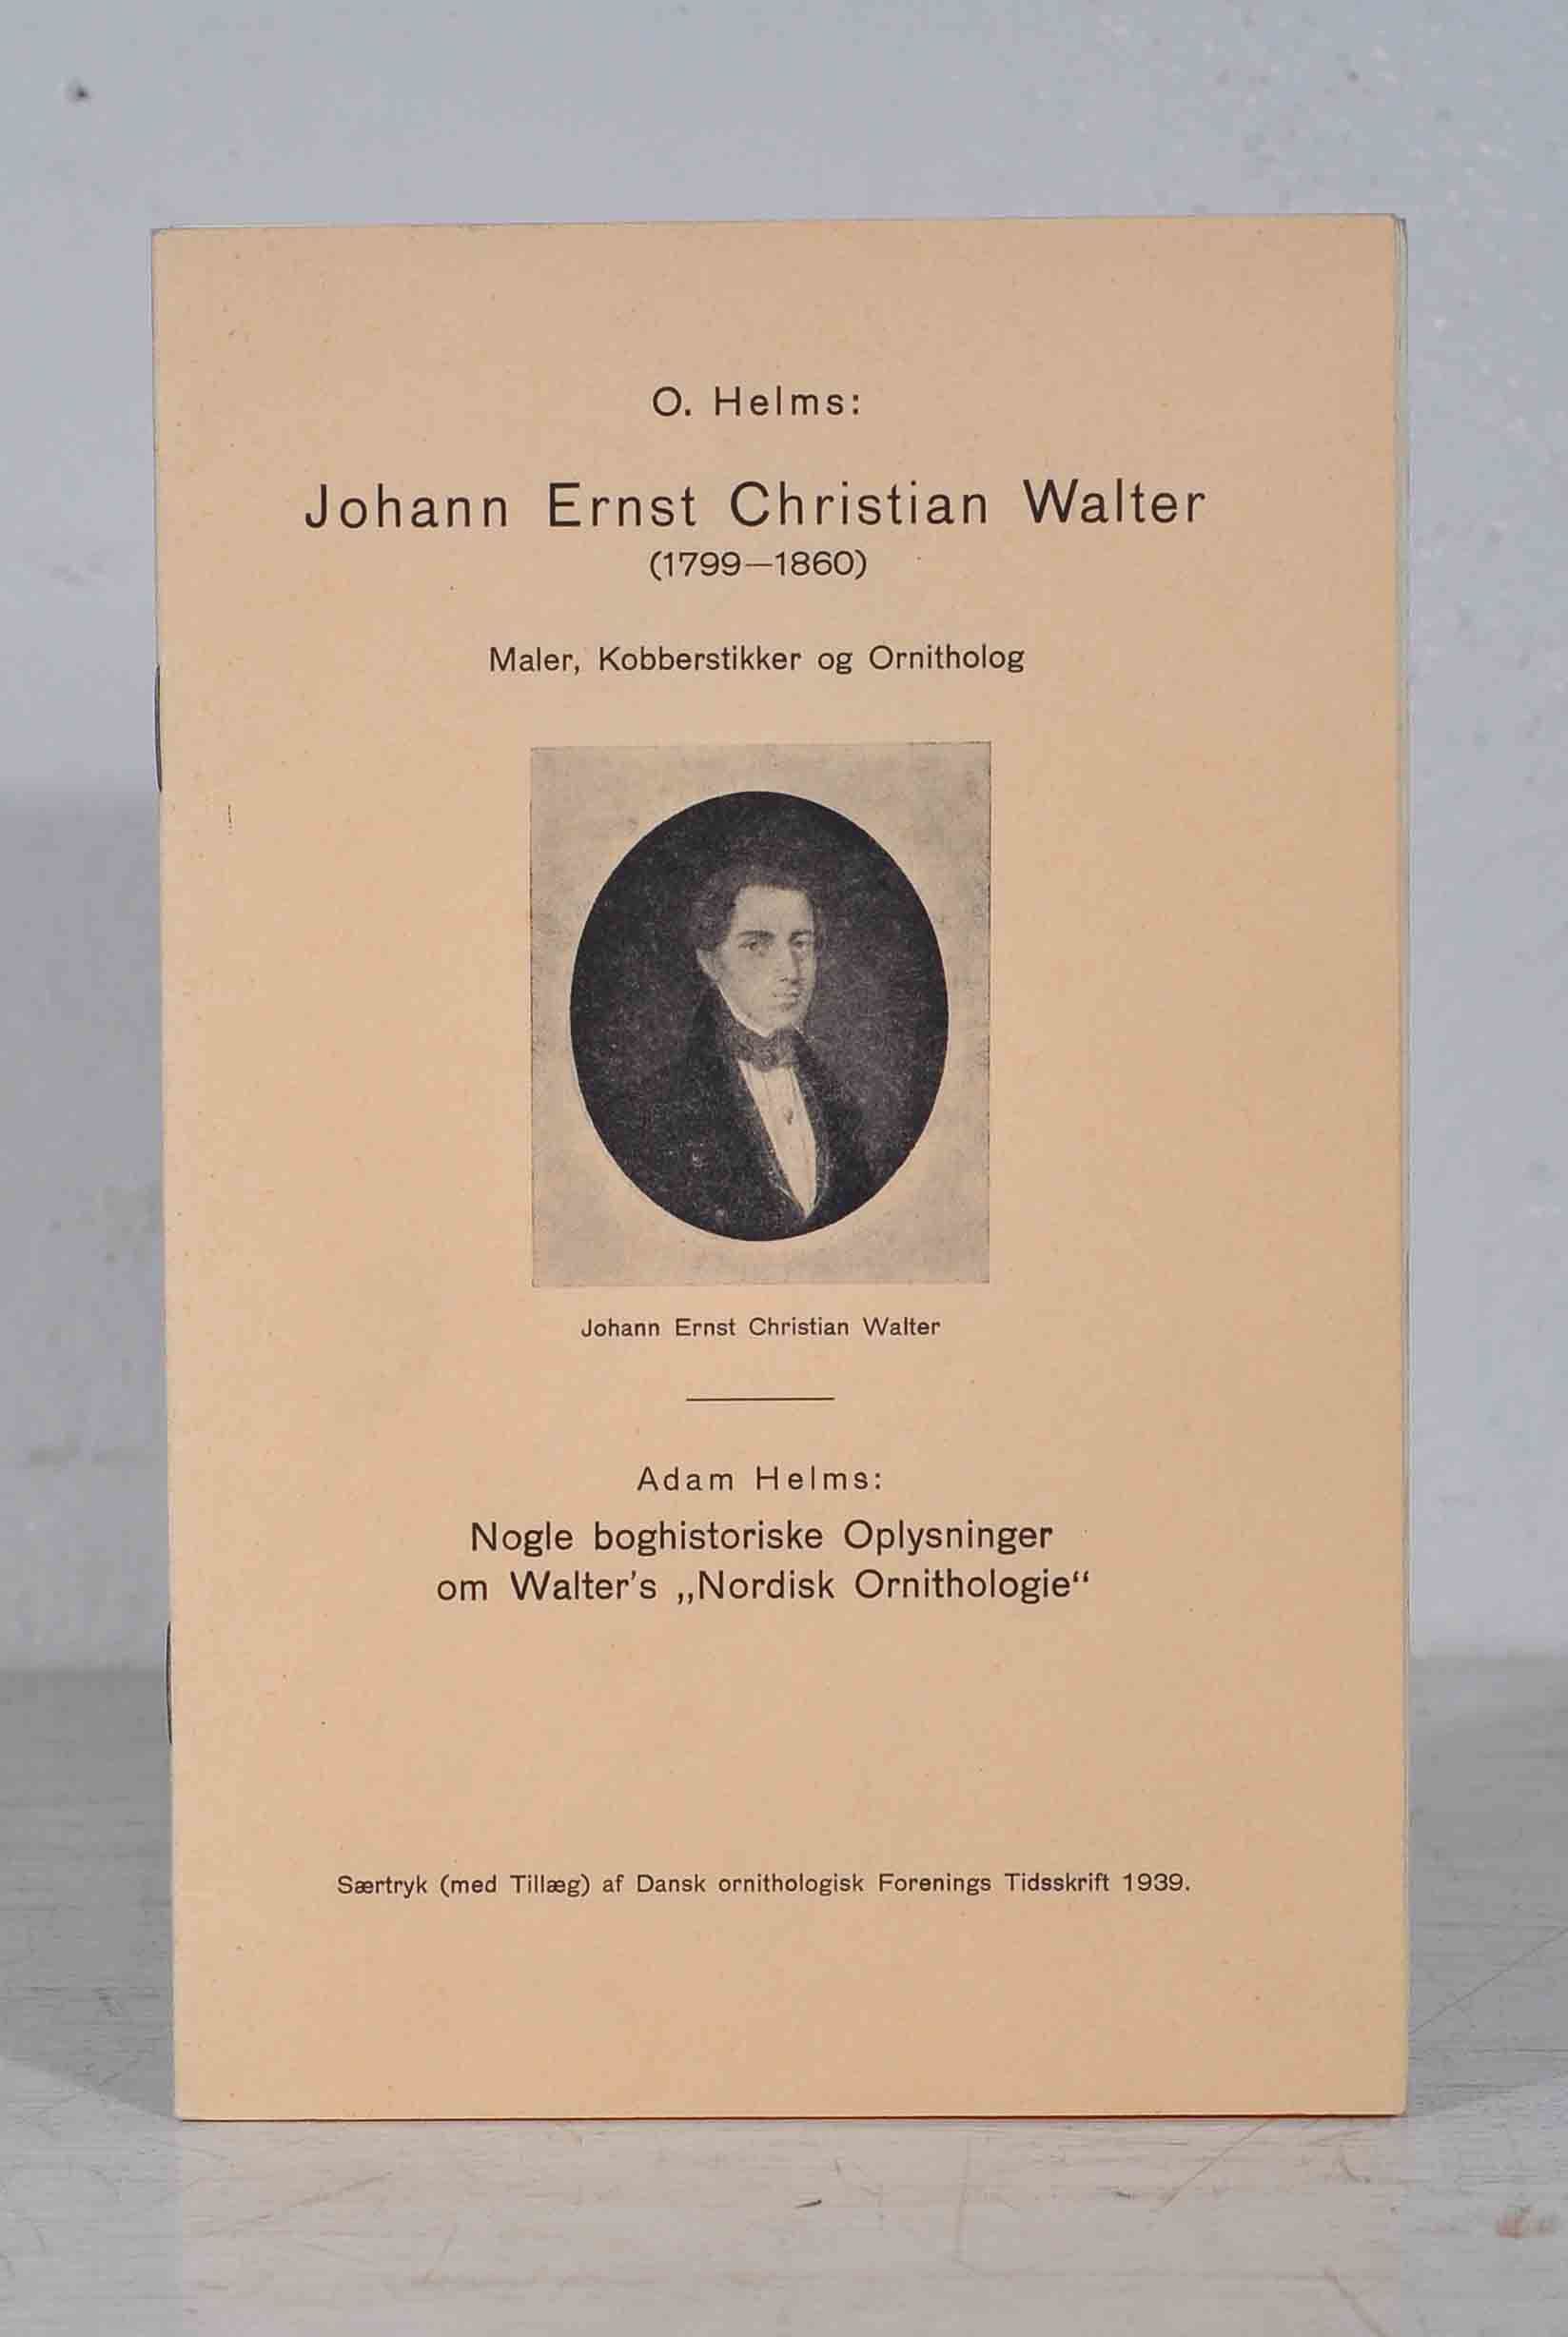 O. Helms:
Johann Ernst Christian Walter
(1799—1860)
Maler, Kobberstikker og Ornitholog
Johann Ernst Christian Walter
Adam Helms:
Nogle boghistoriske Oplysninger
om Walter's „Nordisk Ornithologie“
Særtryk (med Tillæg) af Dansk ornithologisk Forenings Tidsskrift 1939.